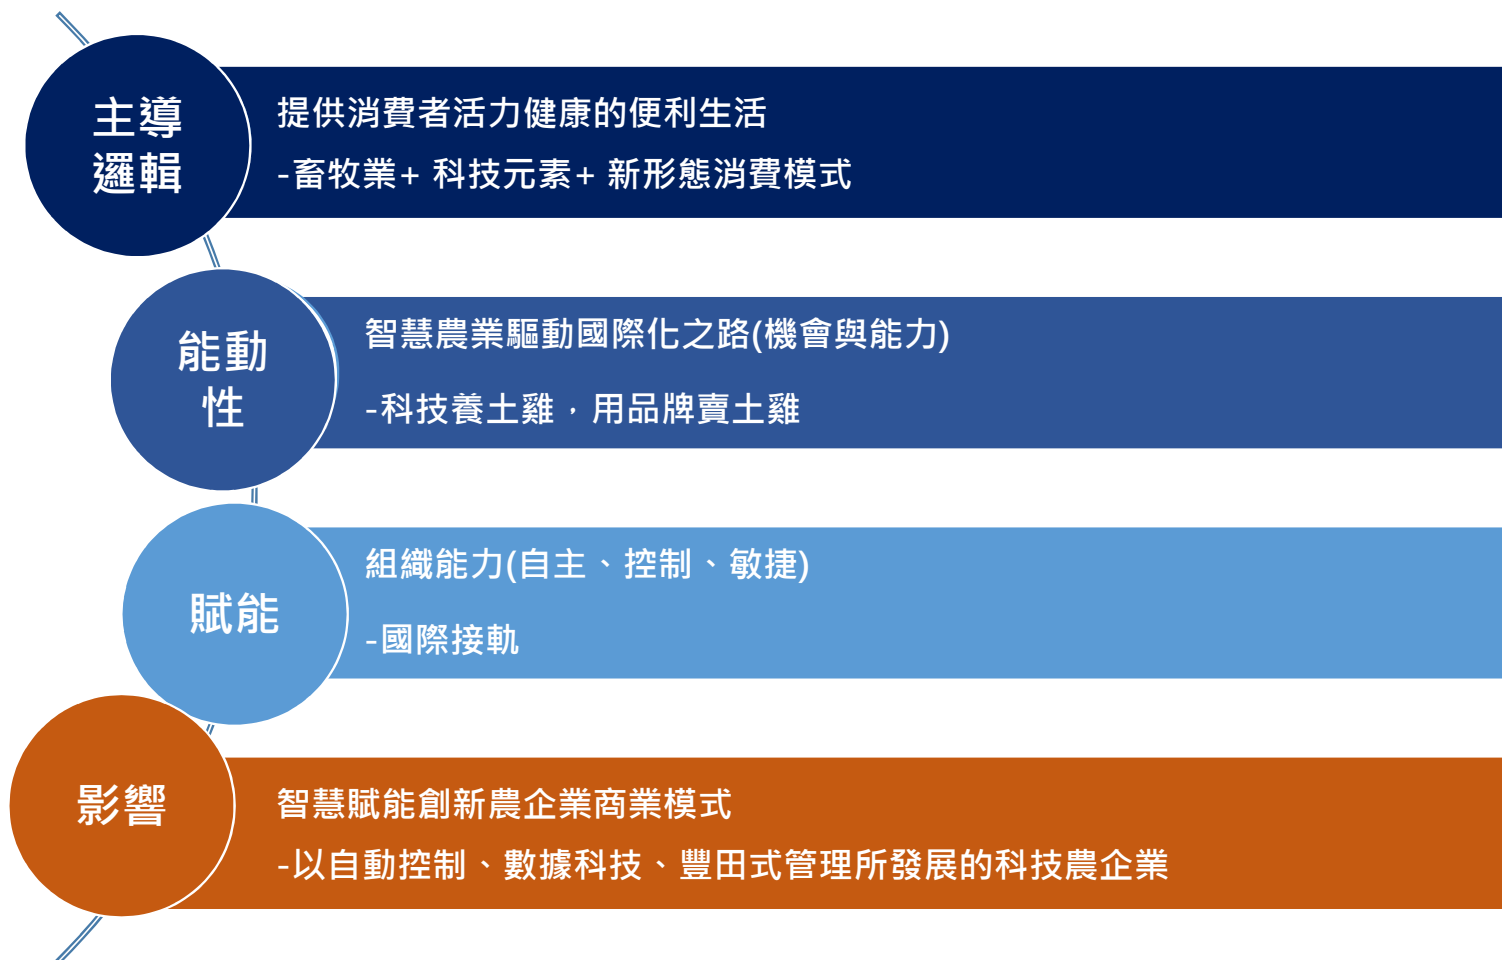 主導
邏輯
提供消費者活力健康的便利生活
-畜牧業+ 科技元素+ 新形態消費模式
能動
性
智慧農業驅動國際化之路(機會與能力)
-科技養土雞，用品牌賣土雞
賦能
組織能力(自主、控制、敏捷)
-國際接軌
影響
智慧賦能創新農企業商業模式
-以自動控制、數據科技、豐田式管理所發展的科技農企業